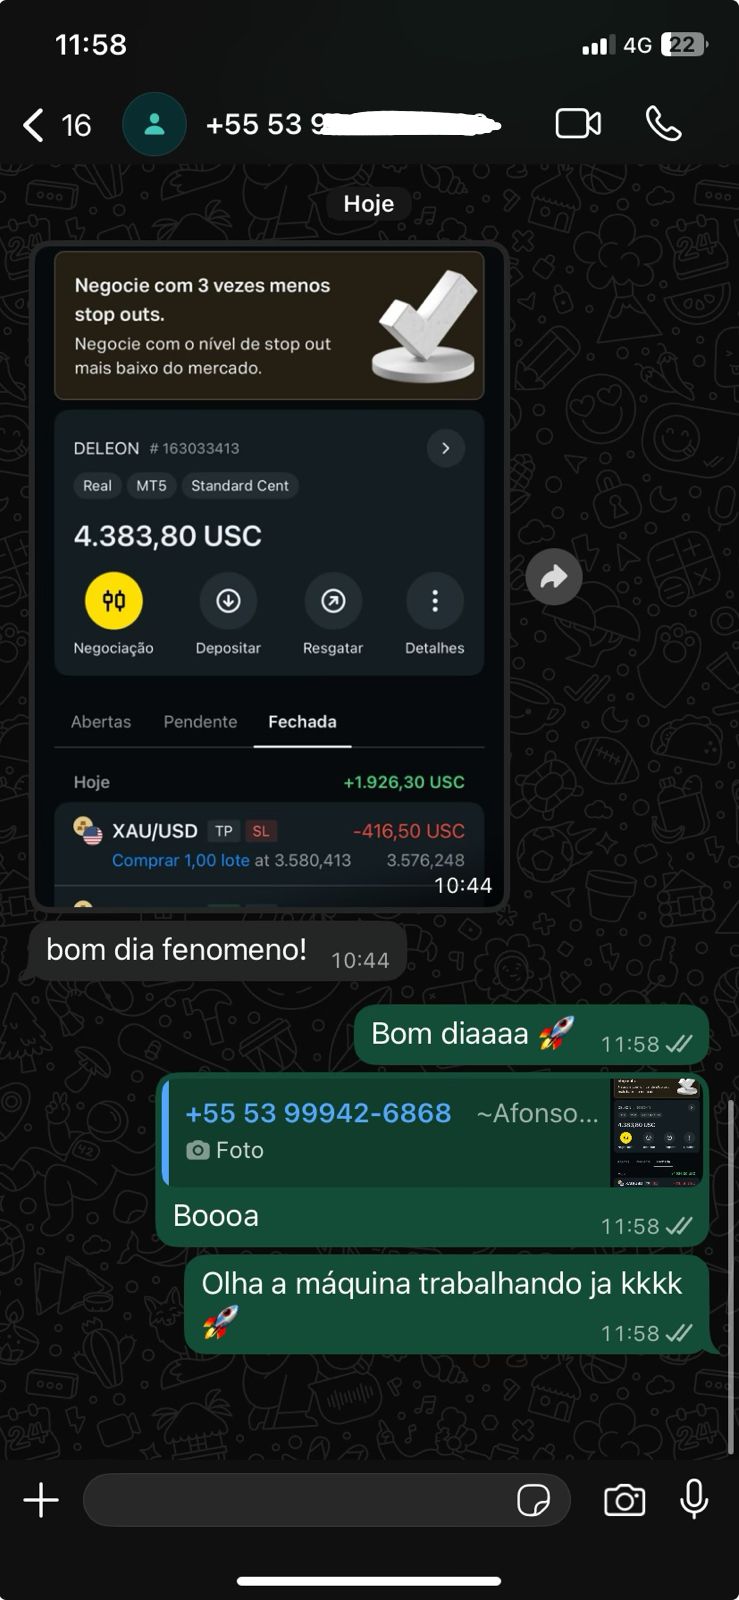 11:58
4G 22
16
+55 53 9
Hoje
Negocie com 3 vezes menos
stop outs.
Negocie com o nível de stop out
mais baixo do mercado.
DELEON # 163033413
Real MT5 Standard Cent
4.383,80 USC
Negociação Depositar Resgatar Detalhes
Abertas Pendente Fechada
Hoje +1.926,30 USC
XAU/USD TP SL -416,50 USC
Comprar 1,00 lote at 3.580,413 3.576,248
10:44
bom dia fenomeno! 10:44
Bom diaaaa 🚀 11:58
+55 53 99942-6868 ~Afonso...
Foto
Boooa 11:58
Olha a máquina trabalhando ja kkkk
🚀 11:58